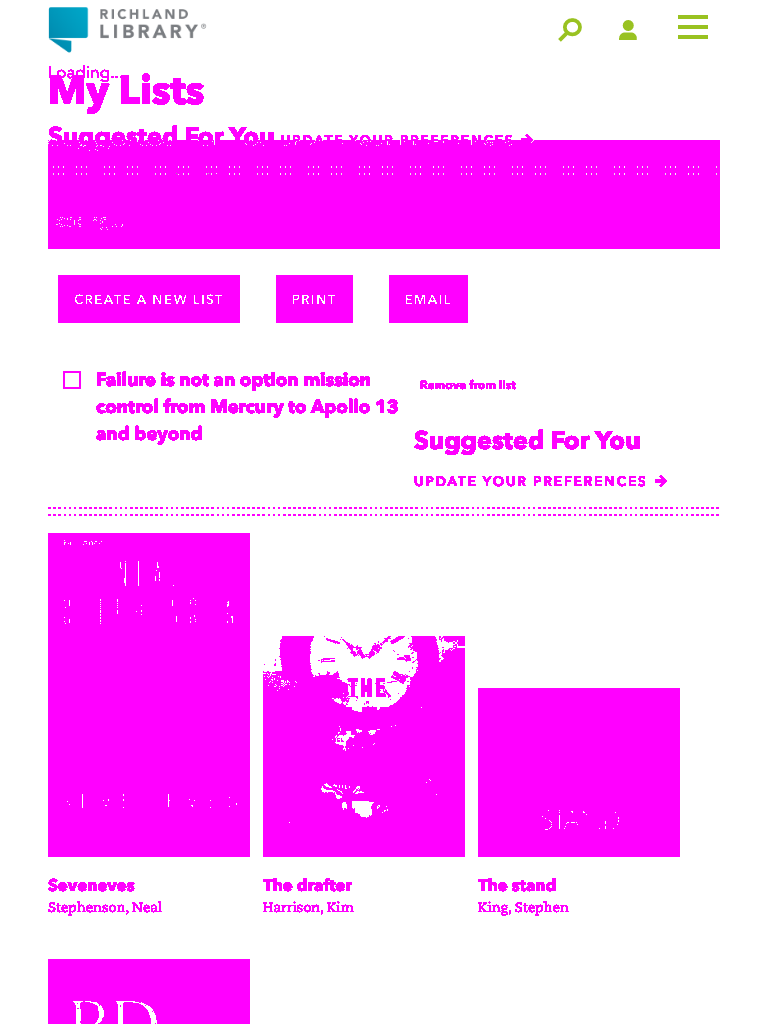 RICHLAND
LIBRARY®
Loading...
My Lists
Suggested For You UPDATE YOUR PREFERENCES
CREATE A NEW LIST PRINT EMAIL
Failure is not an option mission
control from Mercury to Apollo 13
and beyond
Remove from list
Suggested For You
UPDATE YOUR PREFERENCES
THE
Seveneves
Stephenson, Neal
The drafter
Harrison, Kim
The stand
King, Stephen